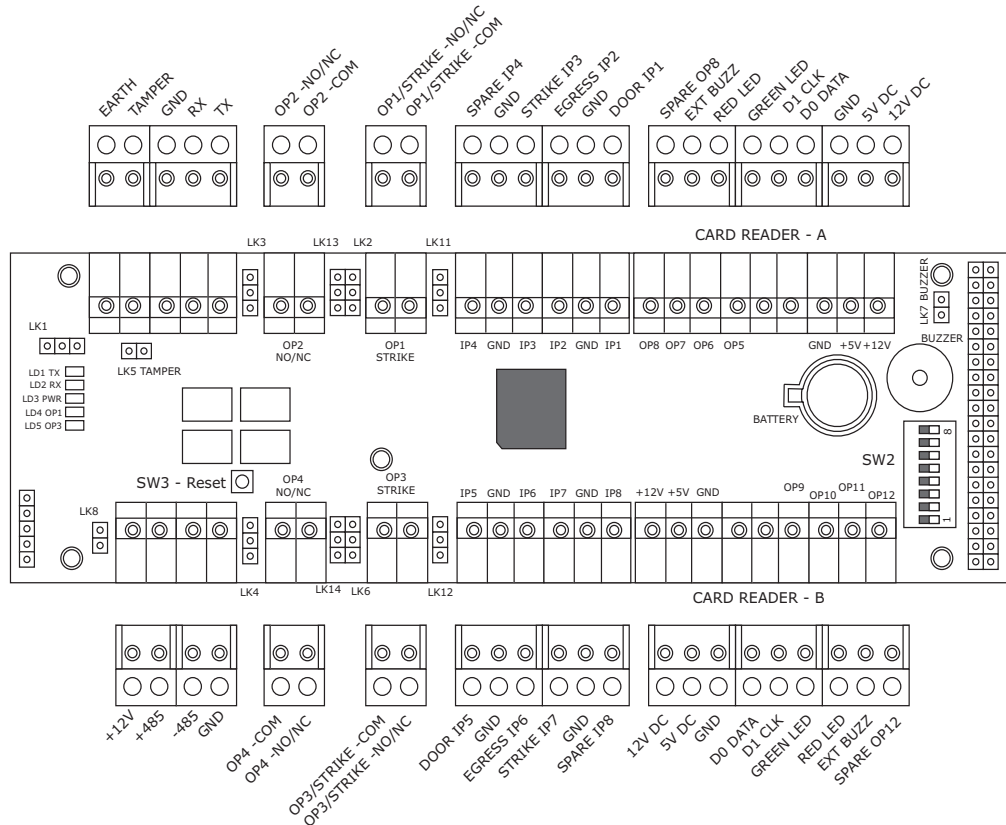 EARTH
TAMPER
GND
RX
TX
OP2 -NO/NC
OP2 -COM
OP1/STRIKE -NO/NC
OP1/STRIKE -COM
SPARE IP4
GND
STRIKE IP3
EGRESS IP2
GND
DOOR IP1
SPARE OP8
EXT BUZZ
RED LED
GREEN LED
D1 CLK
D0 DATA
GND
5V DC
12V DC
CARD READER - A
LK3
LK13
LK2
LK11
LK7 BUZZER
LK1
OP2
NO/NC
OP1
STRIKE
IP4
GND
IP3
IP2
GND
IP1
OP8
OP7
OP6
OP5
GND
+5V
+12V
BUZZER
LK5 TAMPER
LD1 TX
LD2 RX
LD3 PWR
LD4 OP1
LD5 OP3
BATTERY
8
SW2
1
SW3 - Reset
OP4
NO/NC
OP3
STRIKE
IP5
GND
IP6
IP7
GND
IP8
+12V
+5V
GND
OP9
OP10
OP11
OP12
LK8
LK4
LK14
LK6
LK12
CARD READER - B
+12V
+485
-485
GND
OP4 -COM
OP4 -NO/NC
OP3/STRIKE -COM
OP3/STRIKE -NO/NC
DOOR IP5
GND
EGRESS IP6
STRIKE IP7
GND
SPARE IP8
12V DC
5V DC
GND
D0 DATA
D1 CLK
GREEN LED
RED LED
EXT BUZZ
SPARE OP12